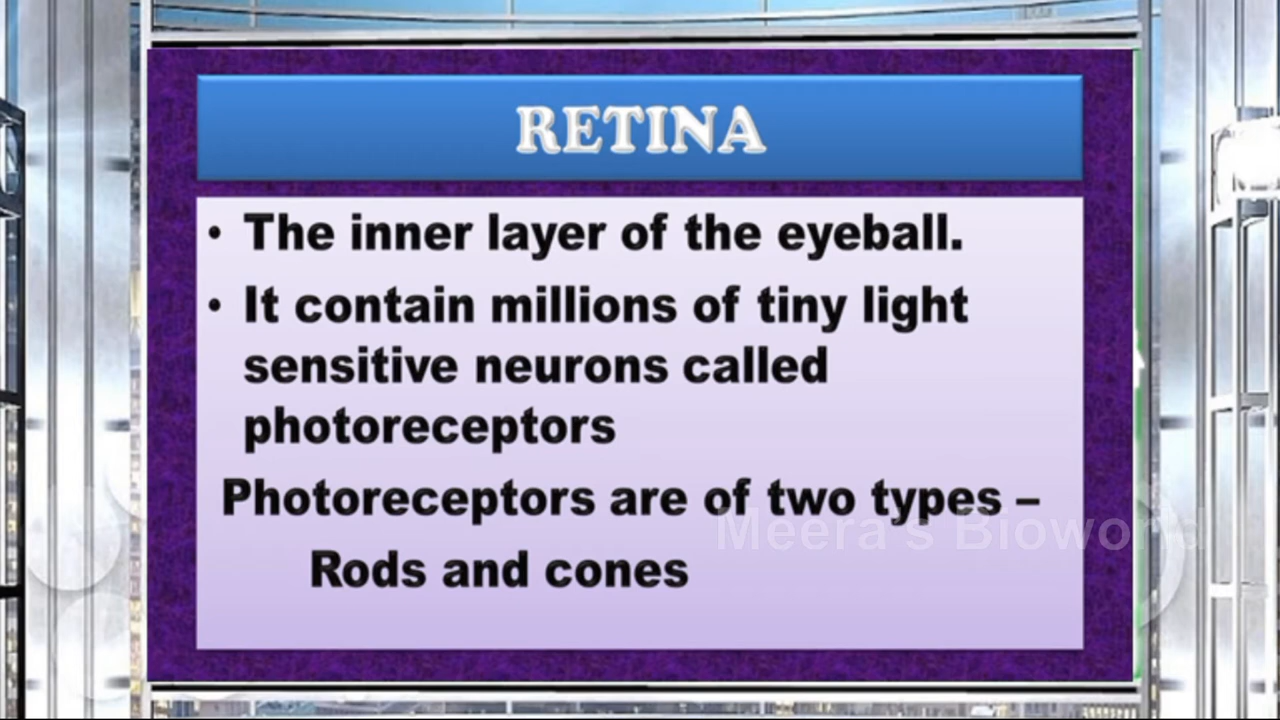 RETINA
• The inner layer of the eyeball.
• It contain millions of tiny light
sensitive neurons called
photoreceptors
Photoreceptors are of two types –
Rods and cones
Meera's Bioworld